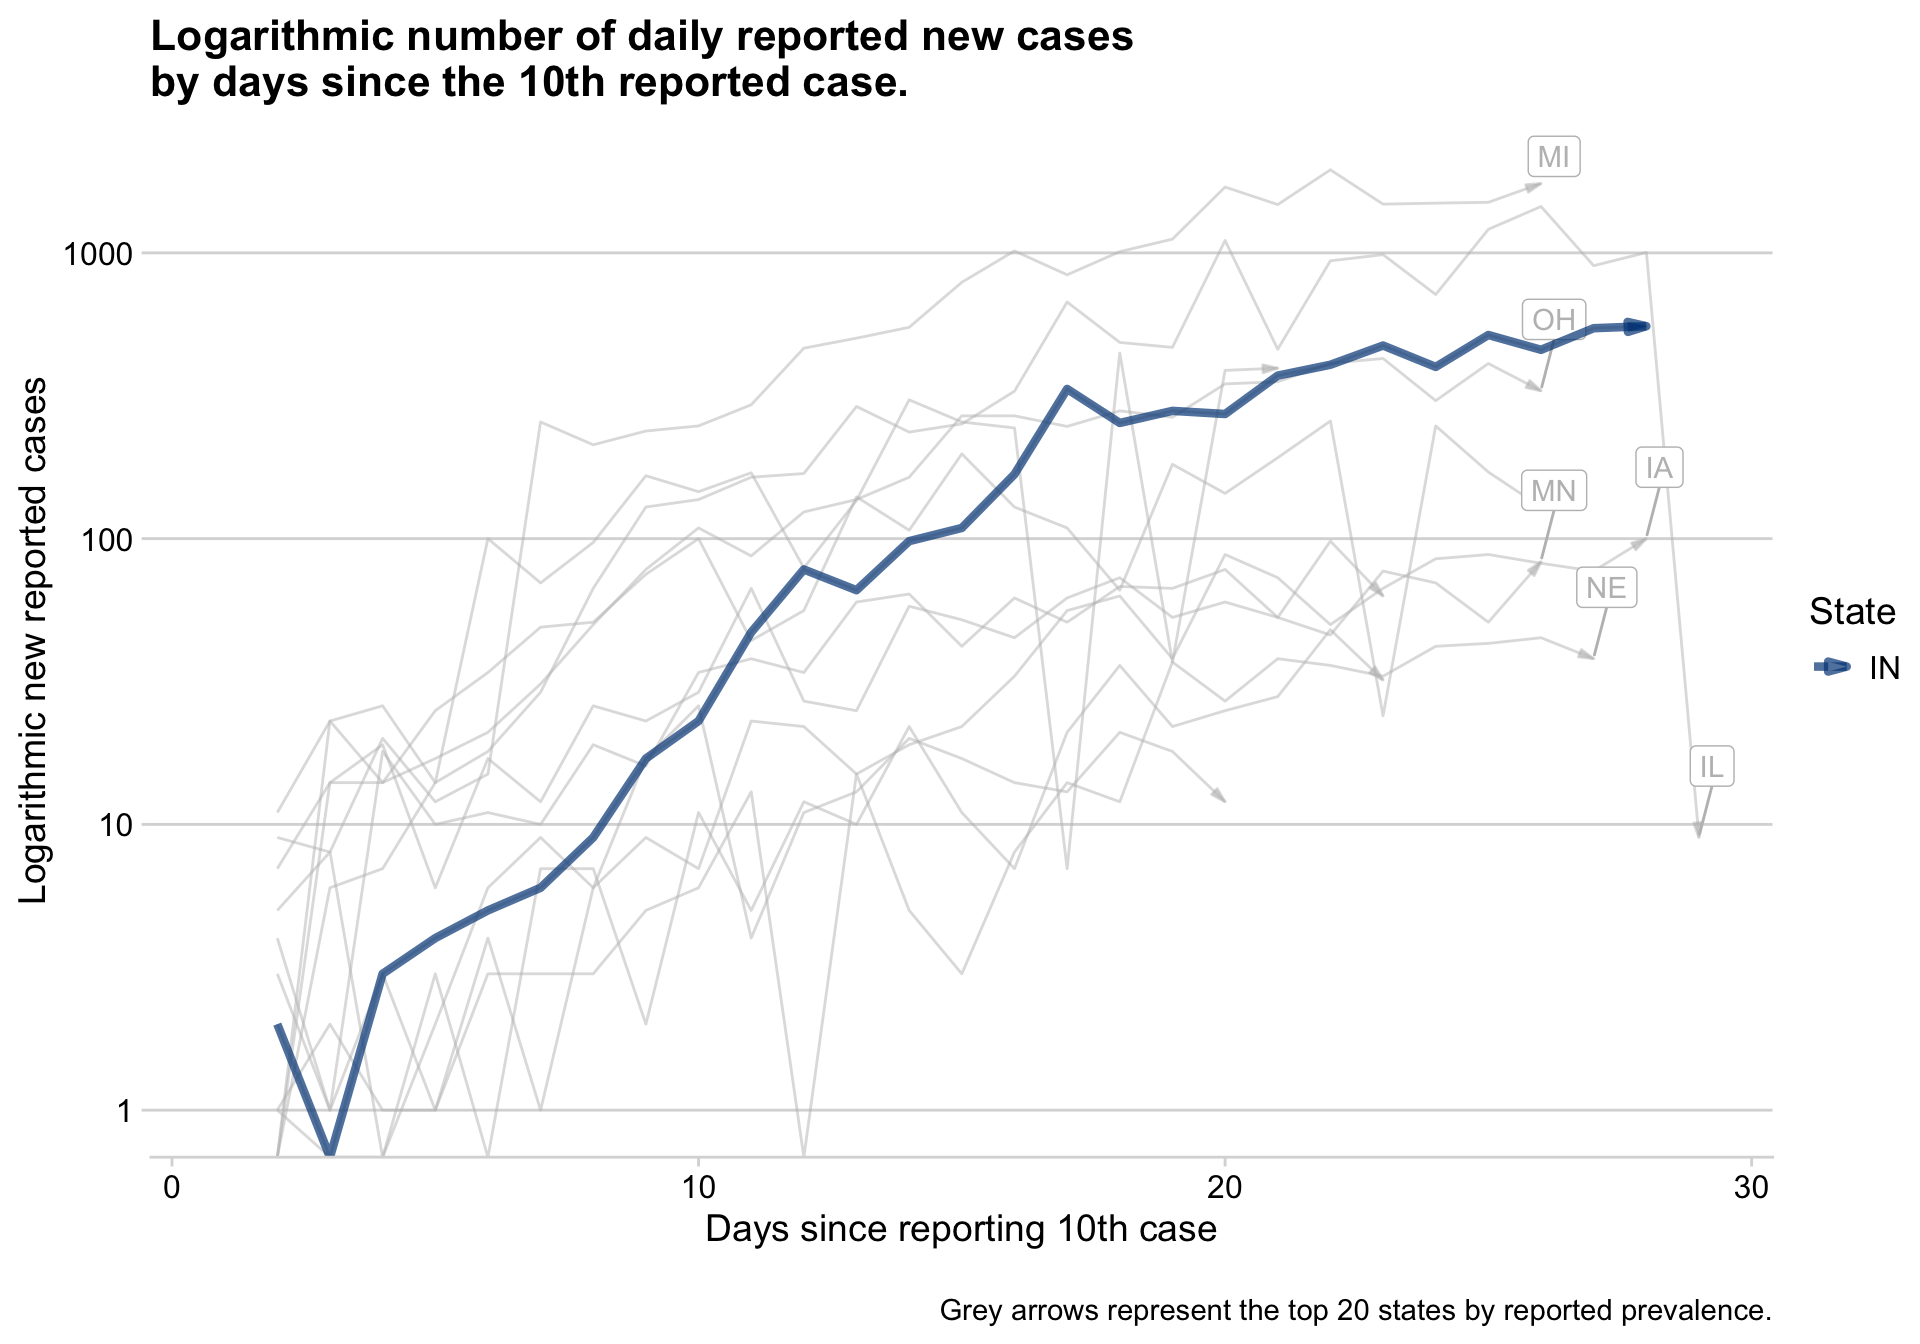 Logarithmic number of daily reported new cases
by days since the 10th reported case.
MI
1000
OH
IA
MN
100
NE
State
IN
IL
10
1
0
10
20
30
Logarithmic new reported cases
Days since reporting 10th case
Grey arrows represent the top 20 states by reported prevalence.